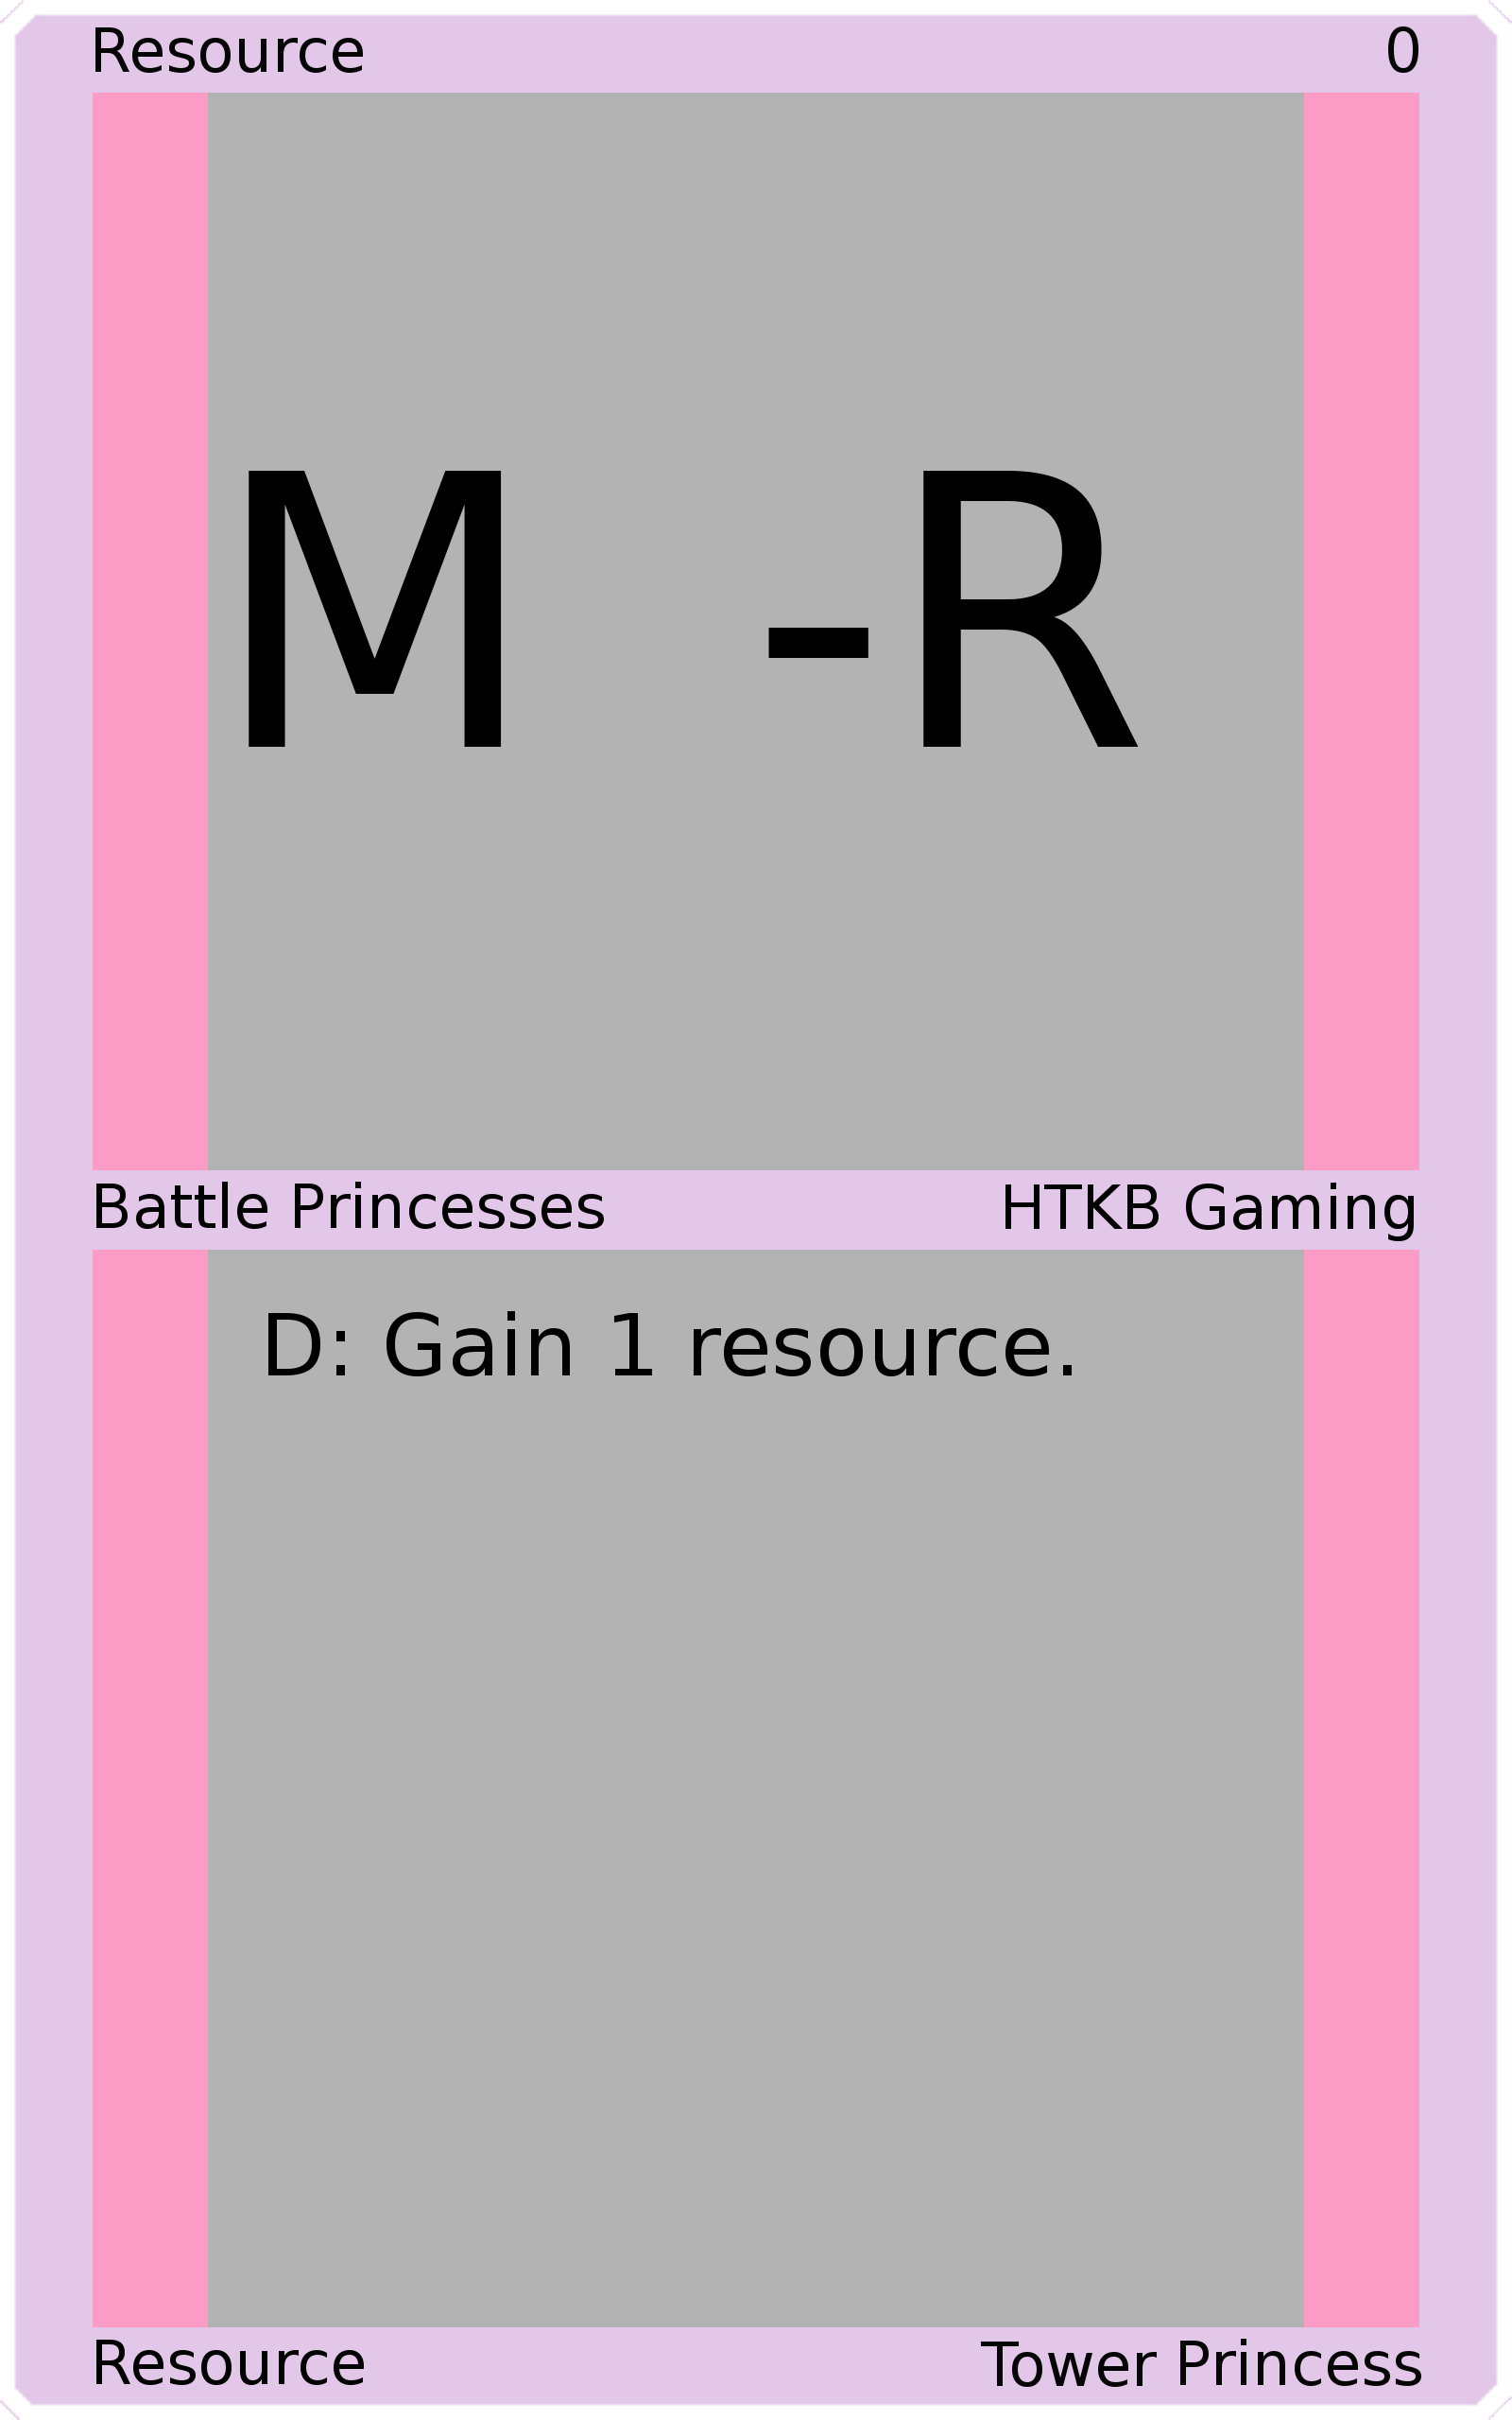 Resource 0
M -R
Battle Princesses HTKB Gaming
D: Gain 1 resource.
Resource Tower Princess